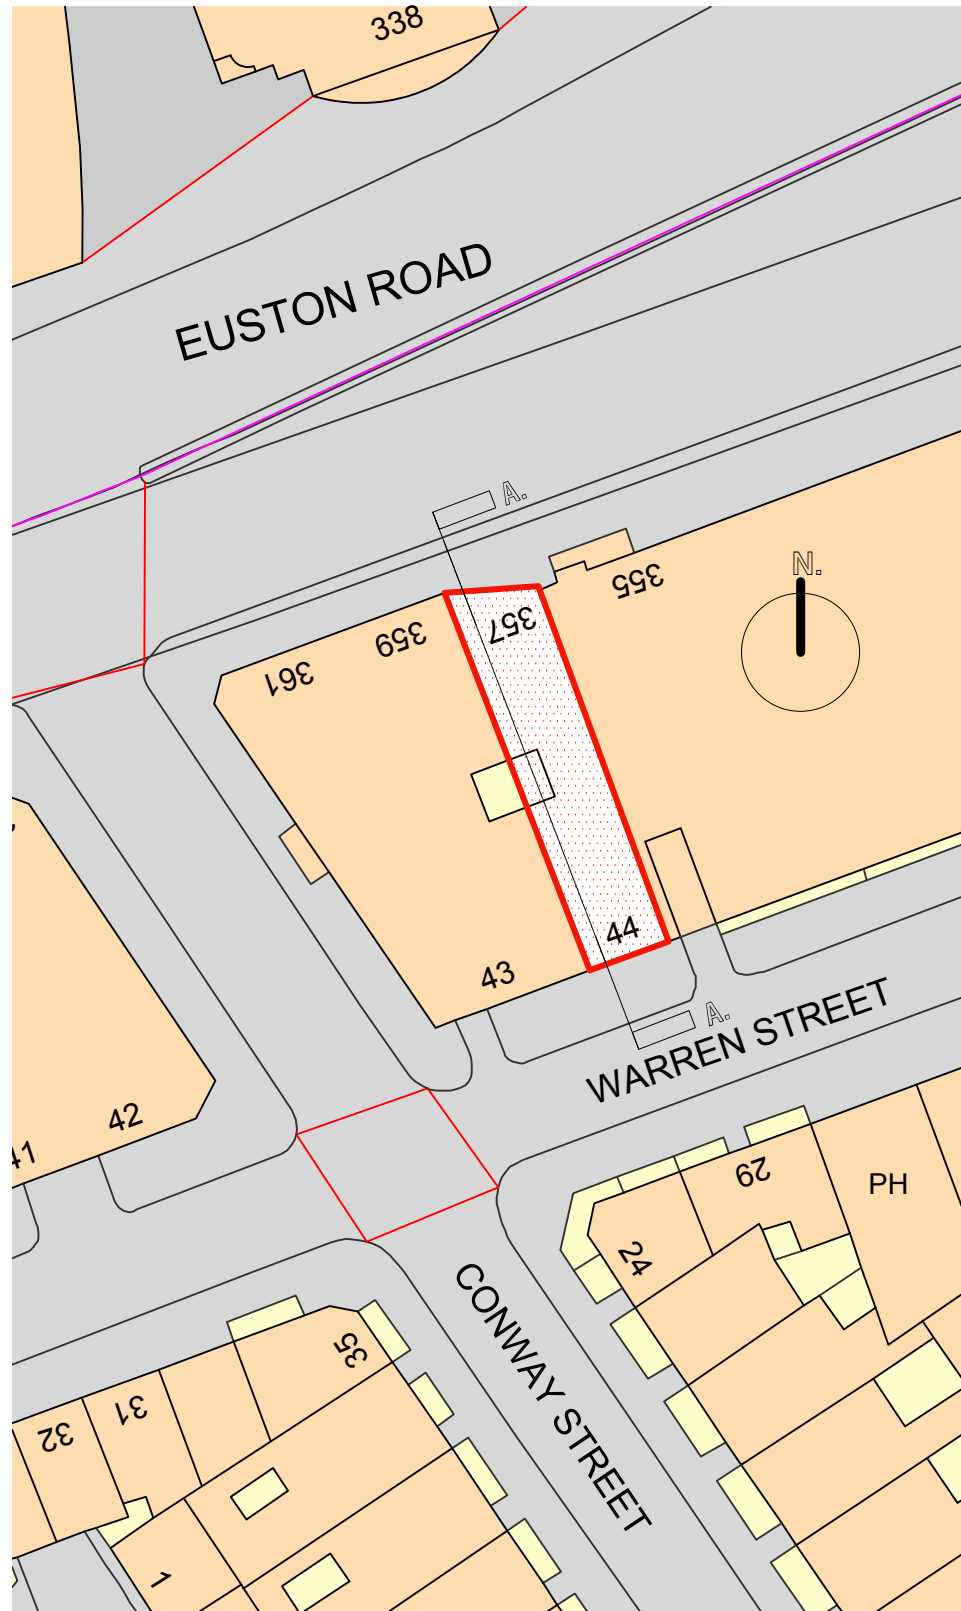 338
EUSTON ROAD
A.
N.
355
357
359
361
44
43
A.
WARREN STREET
42
41
29
PH
24
CONWAY STREET
35
31
32
1